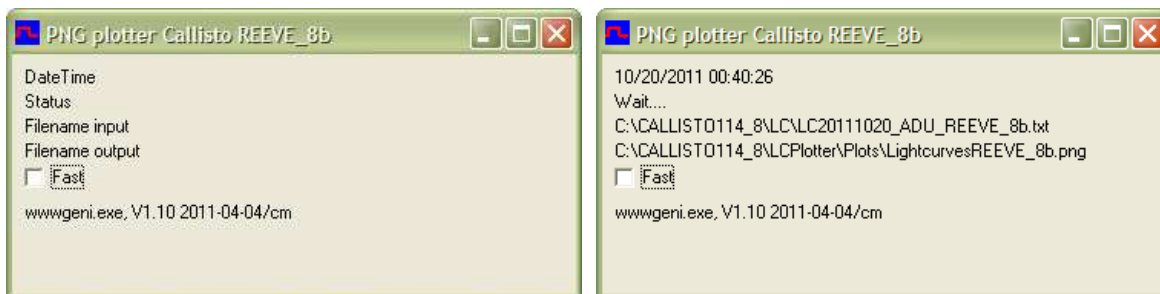 PNG plotter Callisto REEVE_8b
DateTime
Status
Filename input
Filename output
Fast
wwwgeni.exe, V1.10 2011-04-04/cm
PNG plotter Callisto REEVE_8b
10/20/2011 00:40:26
Wait....
C:\CALLISTO114_8\LC\LC20111020_ADU_REEVE_8b.txt
C:\CALLISTO114_8\LCPlotter\Plots\LightcurvesREEVE_8b.png
Fast
wwwgeni.exe, V1.10 2011-04-04/cm